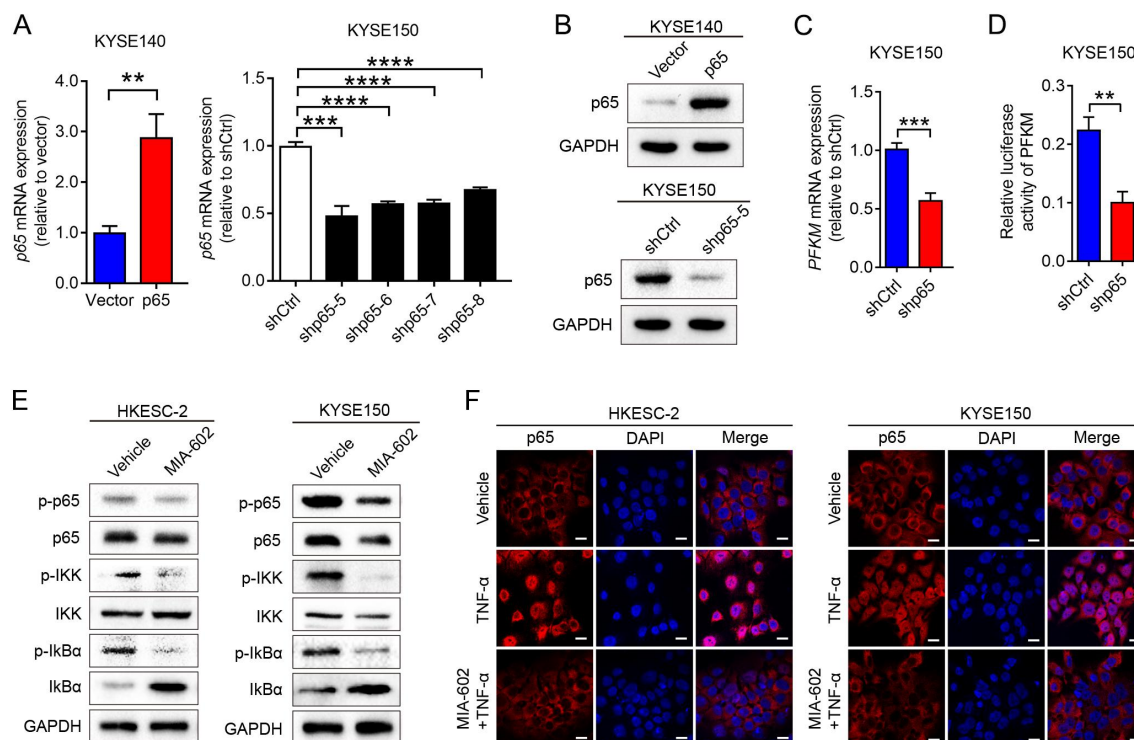 A
KYSE140
**
p65 mRNA expression
(relative to vector)
4.0
3.0
2.0
1.0
0.0
Vector p65
KYSE150
****
****
****
***
p65 mRNA expression
(relative to shCtrl)
1.5
1.0
0.5
0.0
shCtrl
shp65-5
shp65-6
shp65-7
shp65-8
B
KYSE140
Vector
p65
p65
GAPDH
KYSE150
shCtrl
shp65-5
p65
GAPDH
C
KYSE150
***
PFKM mRNA expression
(relative to shCtrl)
1.5
1.0
0.5
0.0
shCtrl
shp65
D
KYSE150
**
Relative luciferase
activity of PFKM
0.3
0.2
0.1
0.0
shCtrl
shp65
E
HKESC-2
Vehicle
MIA-602
p-p65
p65
p-IKK
IKK
p-IkBα
IkBα
GAPDH
KYSE150
Vehicle
MIA-602
p-p65
p65
p-IKK
IKK
p-IkBα
IkBα
GAPDH
F
HKESC-2
p65 DAPI Merge
Vehicle
TNF-α
MIA-602
+TNF-α
KYSE150
p65 DAPI Merge
Vehicle
TNF-α
MIA-602
+TNF-α